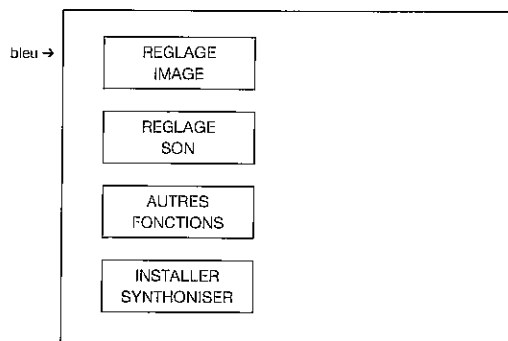 bleu →
REGLAGE
IMAGE
REGLAGE
SON
AUTRES
FONCTIONS
INSTALLER
SYNTHONISER